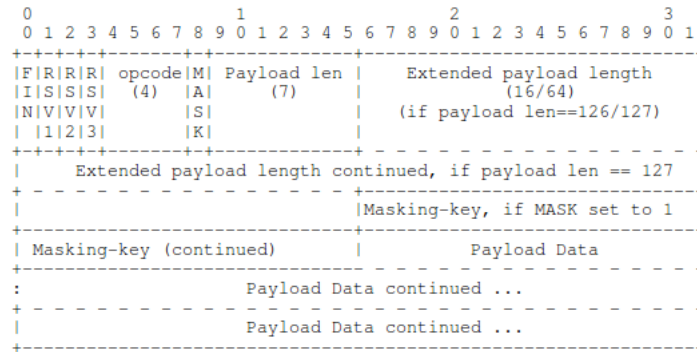 0                   1                   2                   3
0 1 2 3 4 5 6 7 8 9 0 1 2 3 4 5 6 7 8 9 0 1 2 3 4 5 6 7 8 9 0 1
+-+-+-+-+-------+-+-------------+-------------------------------
|F|R|R|R| opcode|M| Payload len |    Extended payload length
|I|S|S|S|  (4)  |A|     (7)     |             (16/64)
|N|V|V|V|       |S|             |   (if payload len==126/127)
| |1|2|3|       |K|             |
+-+-+-+-+-------+-+-------------+ - - - - - - - - - - - - - - -
|     Extended payload length continued, if payload len == 127
+ - - - - - - - - - - - - - - - +-------------------------------
|                               |Masking-key, if MASK set to 1
+-------------------------------+-------------------------------
| Masking-key (continued)       |          Payload Data
+-------------------------------- - - - - - - - - - - - - - - -
:                     Payload Data continued ...
+ - - - - - - - - - - - - - - - - - - - - - - - - - - - - - - -
|                     Payload Data continued ...
+---------------------------------------------------------------